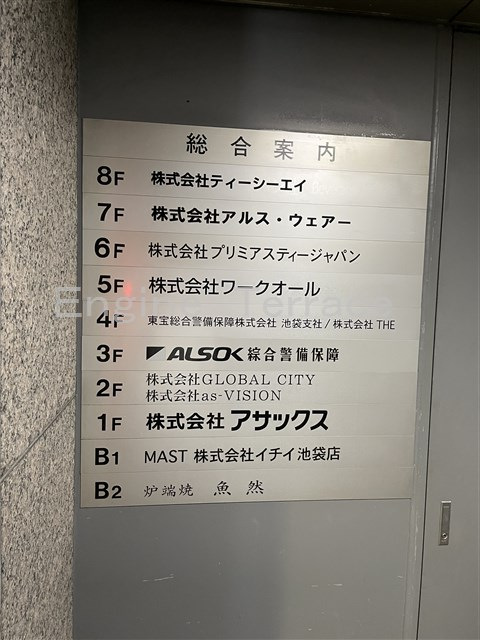 総合案内
8F 株式会社ティーシーエイ
7F 株式会社アルス・ウェアー
6F 株式会社プリミアスティージャパン
5F 株式会社ワークオール
4F 東宝総合警備保障株式会社 池袋支社 / 株式会社 THE
3F ALSOK 綜合警備保障
2F 株式会社GLOBAL CITY
株式会社as-VISION
1F 株式会社 アサックス
B1 MAST 株式会社イチイ池袋店
B2 炉端焼 魚然